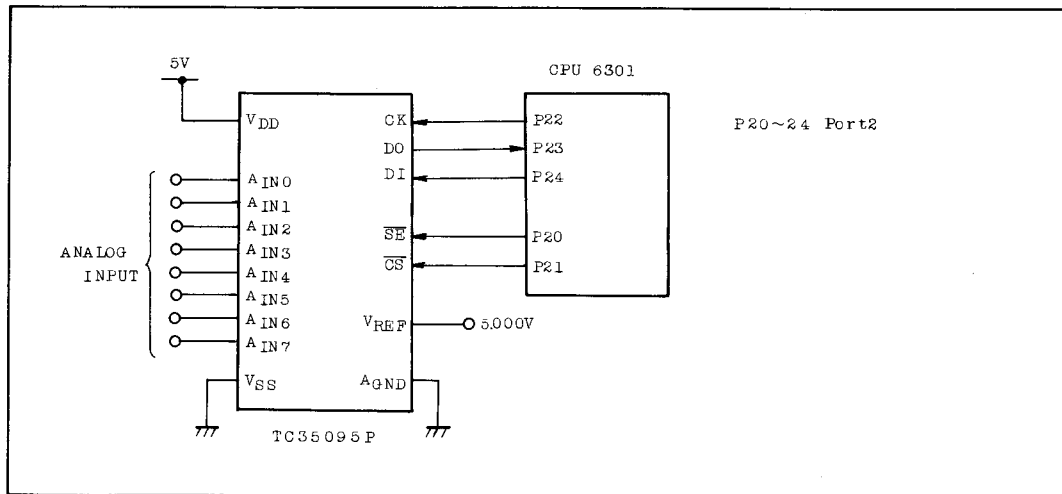 5V
CPU 6301
VDD
CK
P22
P20~24 Port2
DO
P23
DI
P24
AIN0
AIN1
AIN2
AIN3
AIN4
AIN5
AIN6
AIN7
ANALOG
INPUT
SE
P20
CS
P21
VREF
5.000V
VSS
AGND
TC35095P